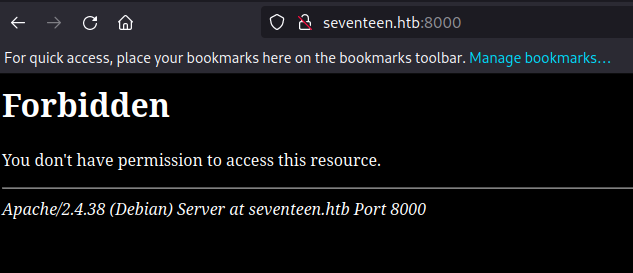 seventeen.htb:8000
For quick access, place your bookmarks here on the bookmarks toolbar. Manage bookmarks…
Forbidden
You don't have permission to access this resource.
Apache/2.4.38 (Debian) Server at seventeen.htb Port 8000